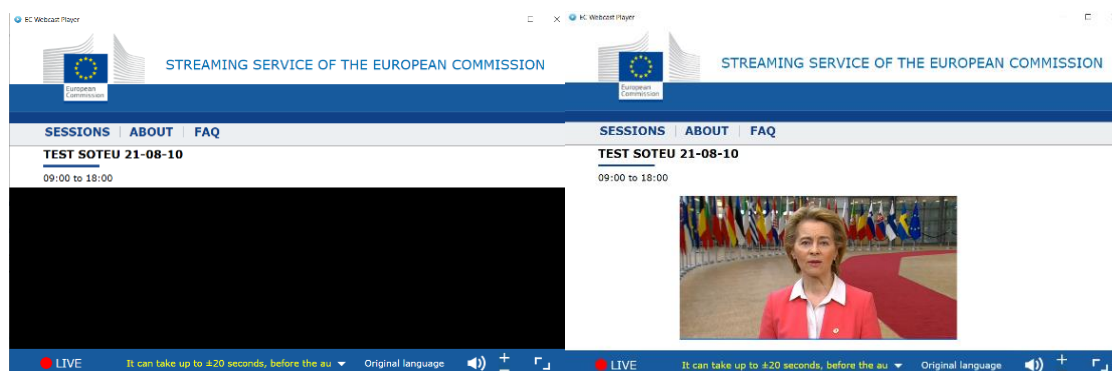 EC Webcast Player
STREAMING SERVICE OF THE EUROPEAN COMMISSION
European
Commission
SESSIONS | ABOUT | FAQ
TEST SOTEU 21-08-10
09:00 to 18:00
LIVE It can take up to ±20 seconds, before the au Original language
EC Webcast Player
STREAMING SERVICE OF THE EUROPEAN COMMISSION
European
Commission
SESSIONS | ABOUT | FAQ
TEST SOTEU 21-08-10
09:00 to 18:00
LIVE It can take up to ±20 seconds, before the au Original language